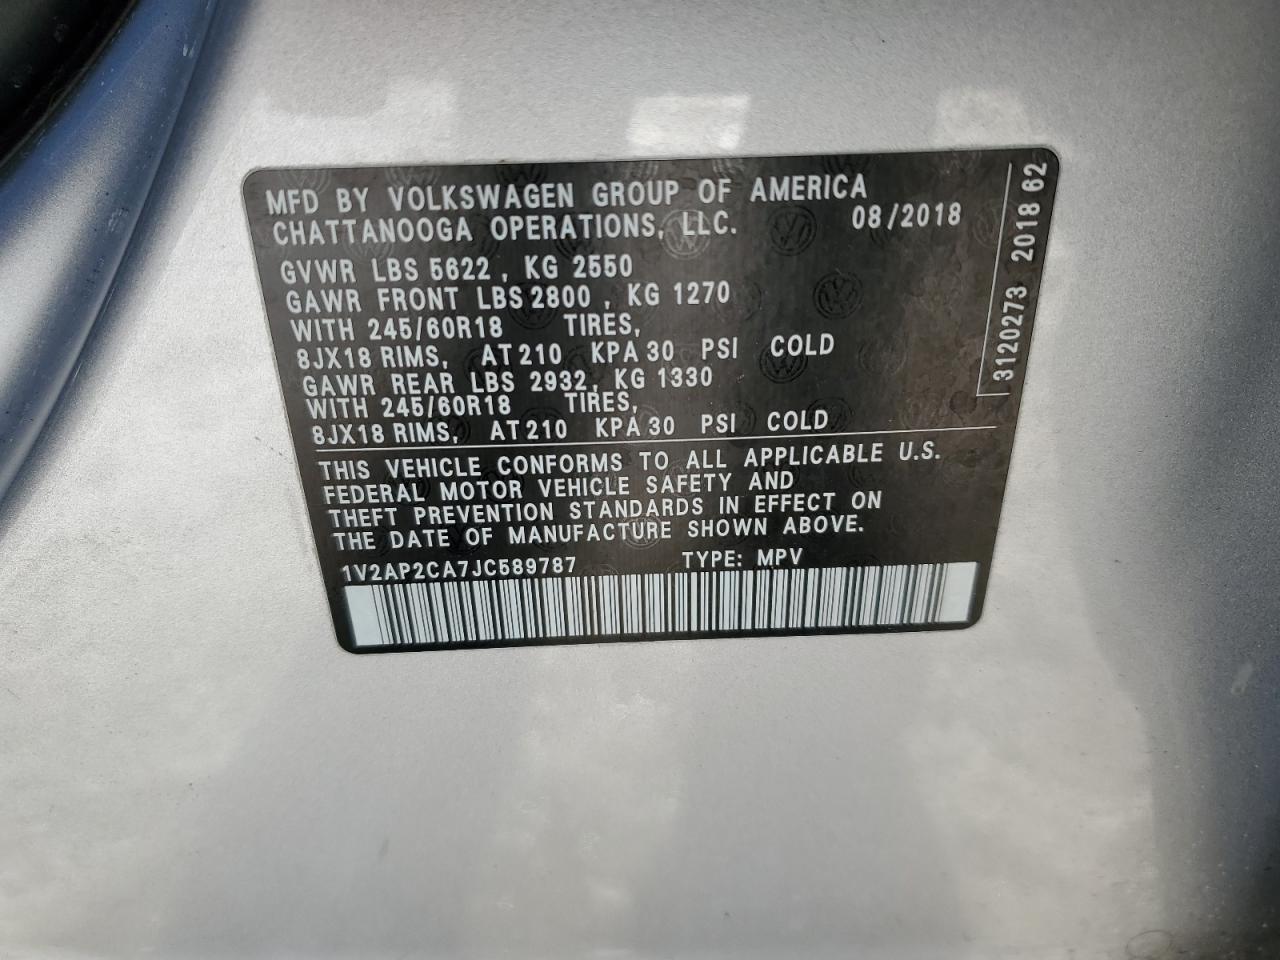 MFD BY VOLKSWAGEN GROUP OF AMERICA
CHATTANOOGA OPERATIONS, LLC. 08/2018
GVWR LBS 5622 , KG 2550
GAWR FRONT LBS 2800 , KG 1270
WITH 245/60R18 TIRES,
8JX18 RIMS, AT 210 KPA 30 PSI COLD
GAWR REAR LBS 2932, KG 1330
WITH 245/60R18 TIRES,
8JX18 RIMS, AT 210 KPA 30 PSI COLD
THIS VEHICLE CONFORMS TO ALL APPLICABLE U.S.
FEDERAL MOTOR VEHICLE SAFETY AND
THEFT PREVENTION STANDARDS IN EFFECT ON
THE DATE OF MANUFACTURE SHOWN ABOVE.
1V2AP2CA7JC589787 TYPE: MPV
3120273 2018 62